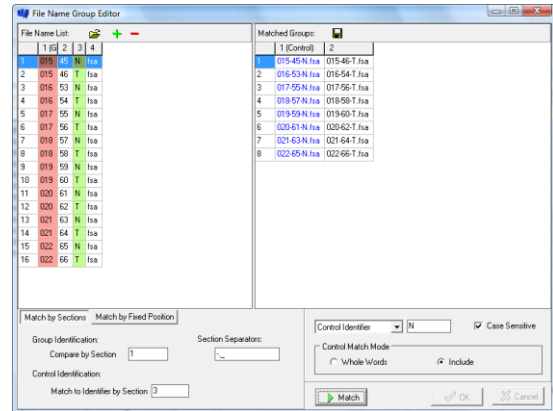 File Name Group Editor
File Name List:
Matched Groups:
1 (G 2 3 4
1 015 45 N fsa
2 015 46 T fsa
3 016 53 N fsa
4 016 54 T fsa
5 017 55 N fsa
6 017 56 T fsa
7 018 57 N fsa
8 018 58 T fsa
9 019 59 N fsa
10 019 60 T fsa
11 020 61 N fsa
12 020 62 T fsa
13 021 63 N fsa
14 021 64 T fsa
15 022 65 N fsa
16 022 66 T fsa
1 (Control) 2
1 015-45-N.fsa 015-46-T.fsa
2 016-53-N.fsa 016-54-T.fsa
3 017-55-N.fsa 017-56-T.fsa
4 018-57-N.fsa 018-58-T.fsa
5 019-59-N.fsa 019-60-T.fsa
6 020-61-N.fsa 020-62-T.fsa
7 021-63-N.fsa 021-64-T.fsa
8 022-65-N.fsa 022-66-T.fsa
Match by Sections Match by Fixed Position
Group Identification:
Section Separators:
Compare by Section 1
-._
Control Identification:
Match to Identifier by Section 3
Control Identifier N Case Sensitive
Control Match Mode
Whole Words Include
Match OK Cancel